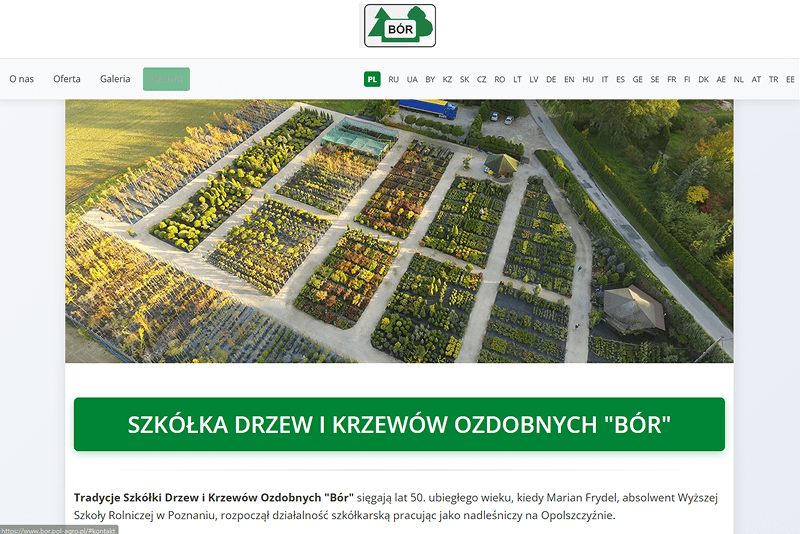 BÓR
O nas Oferta Galeria
PL RU UA BY KZ SK CZ RO LT LV DE EN HU IT ES GE SE FR FI DK AE NL AT TR EE
SZKÓŁKA DRZEW I KRZEWÓW OZDOBNYCH "BÓR"
Tradycje Szkółki Drzew i Krzewów Ozdobnych "Bór" sięgają lat 50. ubiegłego wieku, kiedy Marian Frydel, absolwent Wyższej
Szkoły Rolniczej w Poznaniu, rozpoczął działalność szkółkarską pracując jako nadleśniczy na Opolszczyźnie.
https://www.bor.pol-agro.pl/#kontakt